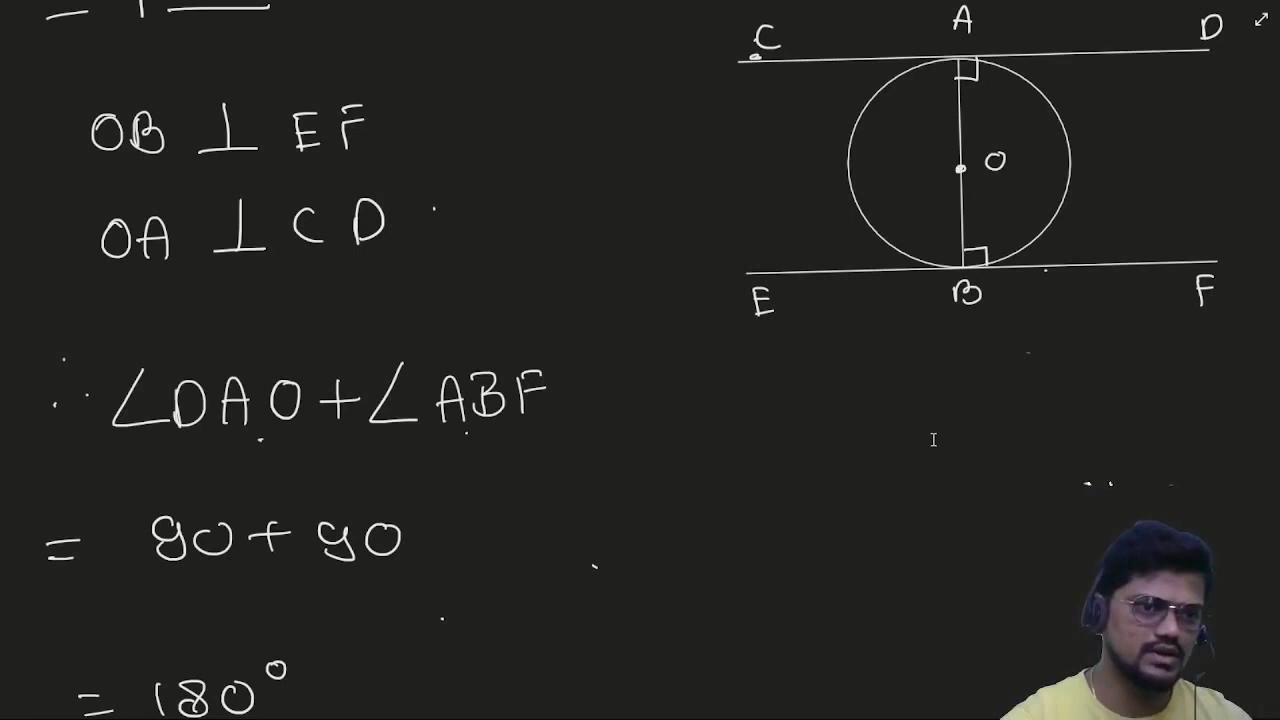 OB ⊥ EF
OA ⊥ CD
∴ ∠DAO + ∠ABF
= 90 + 90
= 180°
C A D
O
E B F